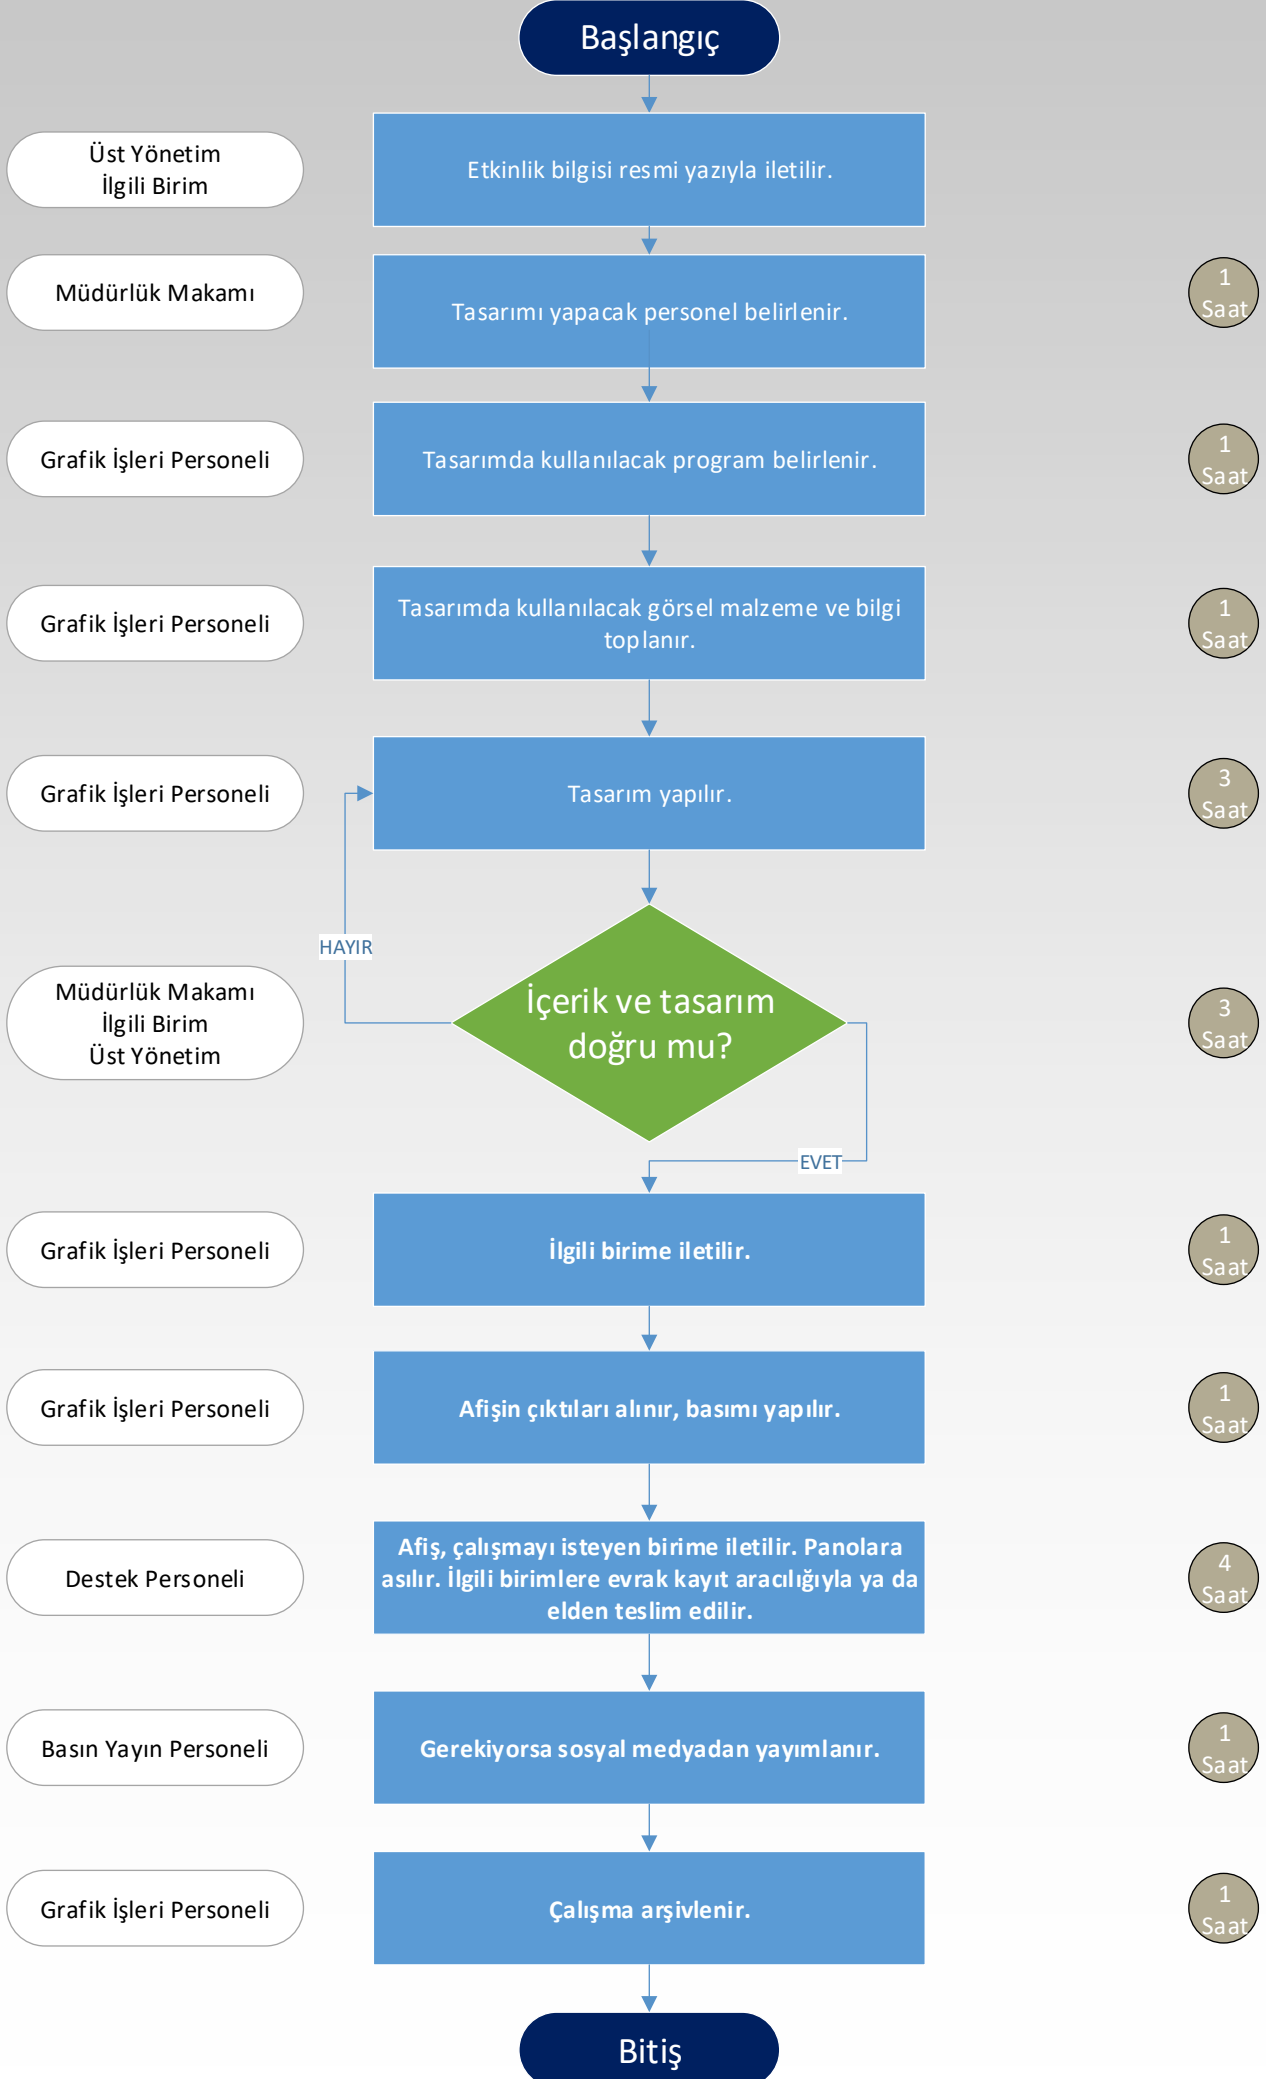 Başlangıç
Üst Yönetim
İlgili Birim
Etkinlik bilgisi resmi yazıyla iletilir.
Müdürlük Makamı
Tasarımı yapacak personel belirlenir.
1
Saat
Grafik İşleri Personeli
Tasarımda kullanılacak program belirlenir.
1
Saat
Grafik İşleri Personeli
Tasarımda kullanılacak görsel malzeme ve bilgi
toplanır.
1
Saat
Grafik İşleri Personeli
Tasarım yapılır.
3
Saat
HAYIR
Müdürlük Makamı
İlgili Birim
Üst Yönetim
İçerik ve tasarım
doğru mu?
3
Saat
EVET
Grafik İşleri Personeli
İlgili birime iletilir.
1
Saat
Grafik İşleri Personeli
Afişin çıktıları alınır, basımı yapılır.
1
Saat
Destek Personeli
Afiş, çalışmayı isteyen birime iletilir. Panolara
asılır. İlgili birimlere evrak kayıt aracılığıyla ya da
elden teslim edilir.
4
Saat
Basın Yayın Personeli
Gerekiyorsa sosyal medyadan yayımlanır.
1
Saat
Grafik İşleri Personeli
Çalışma arşivlenir.
1
Saat
Bitiş